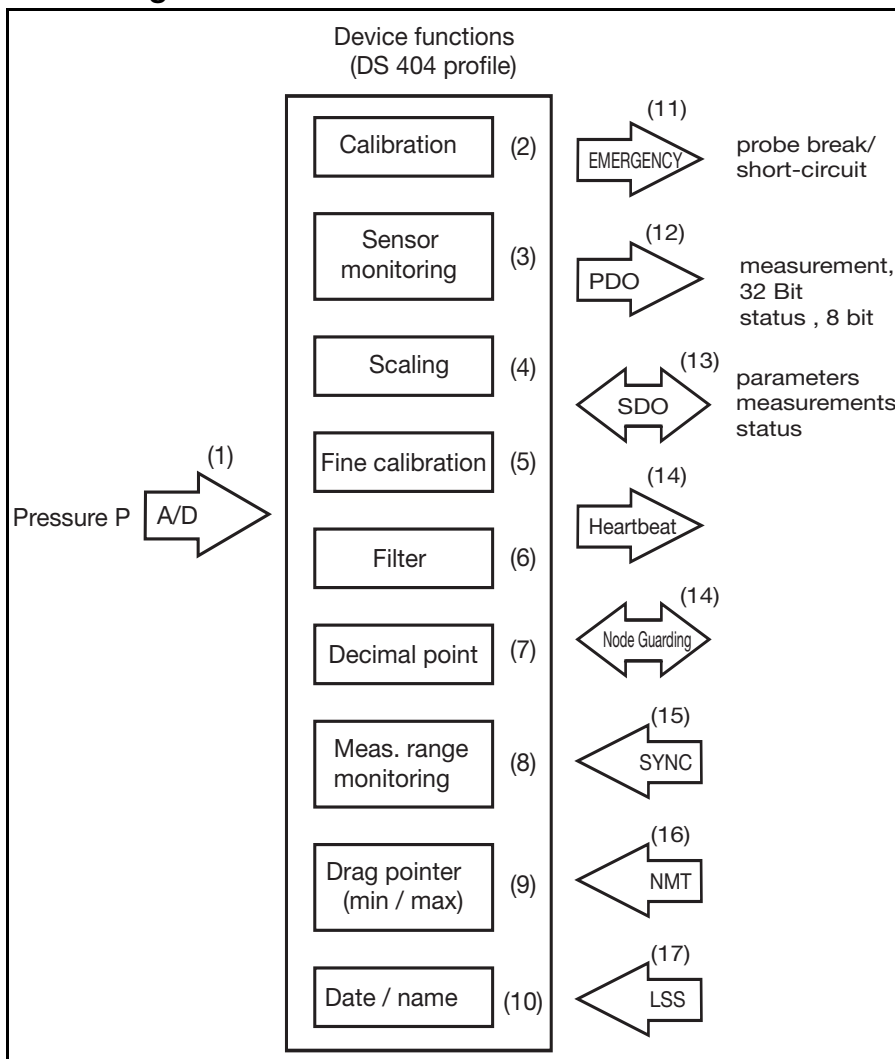 Device functions
(DS 404 profile)
Calibration (2)
Sensor
monitoring (3)
Scaling (4)
Fine calibration (5)
Filter (6)
Decimal point (7)
Meas. range
monitoring (8)
Drag pointer
(min / max) (9)
Date / name (10)
Pressure P
(1)
A/D
(11)
EMERGENCY
probe break/
short-circuit
(12)
PDO
measurement,
32 Bit
status , 8 bit
(13)
SDO
parameters
measurements
status
(14)
Heartbeat
(14)
Node Guarding
(15)
SYNC
(16)
NMT
(17)
LSS